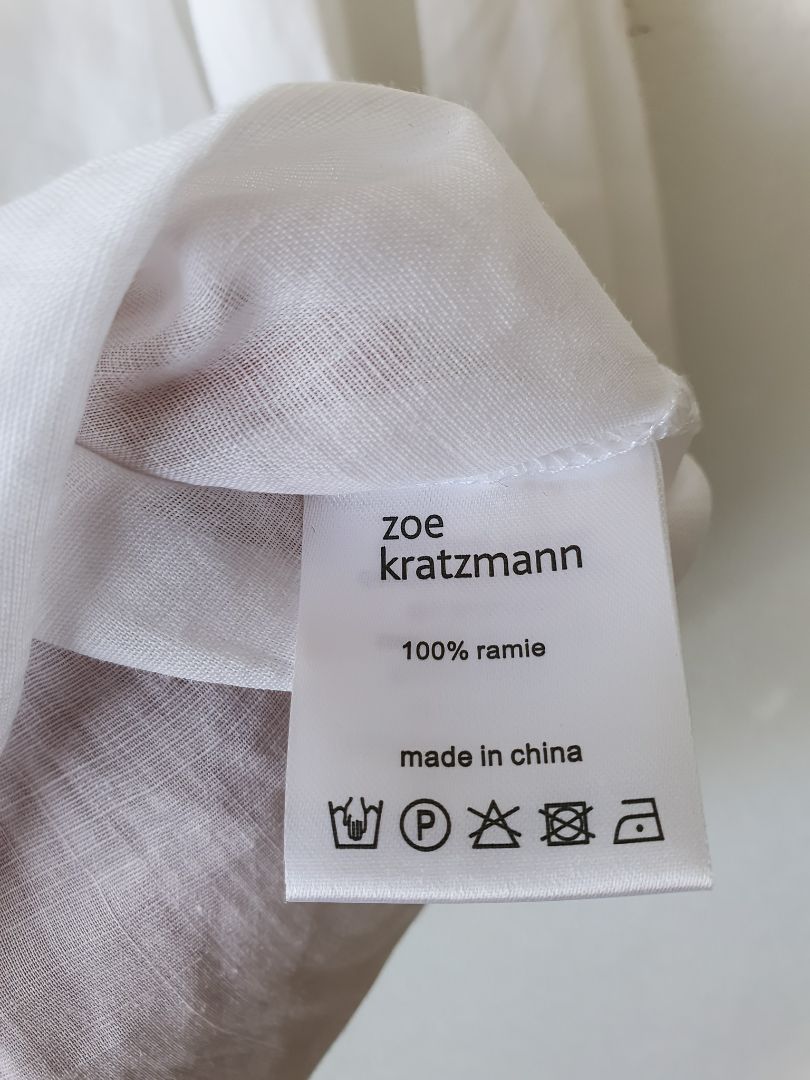 zoe
kratzmann
100% ramie
made in china
P